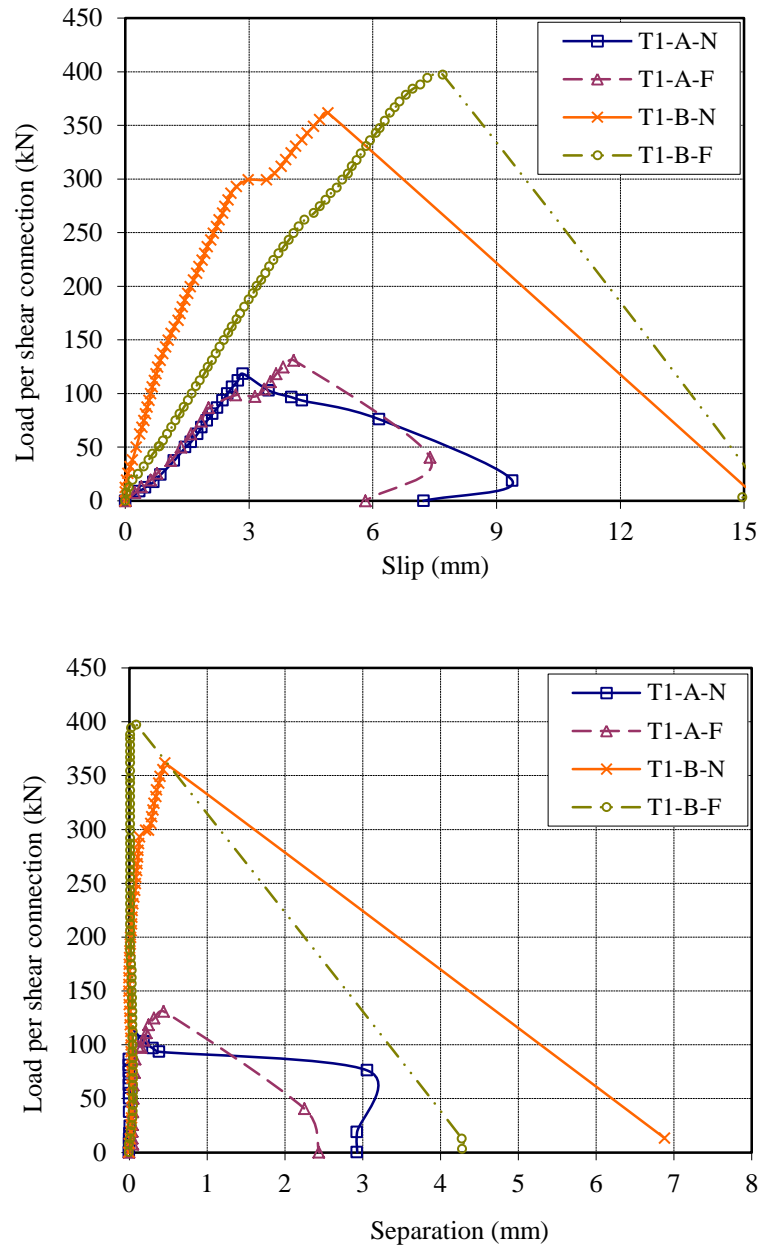 450
400
350
300
250
200
150
100
50
0
Load per shear connection (kN)
T1-A-N
T1-A-F
T1-B-N
T1-B-F
0 3 6 9 12 15
Slip (mm)
450
400
350
300
250
200
150
100
50
0
Load per shear connection (kN)
T1-A-N
T1-A-F
T1-B-N
T1-B-F
0 1 2 3 4 5 6 7 8
Separation (mm)